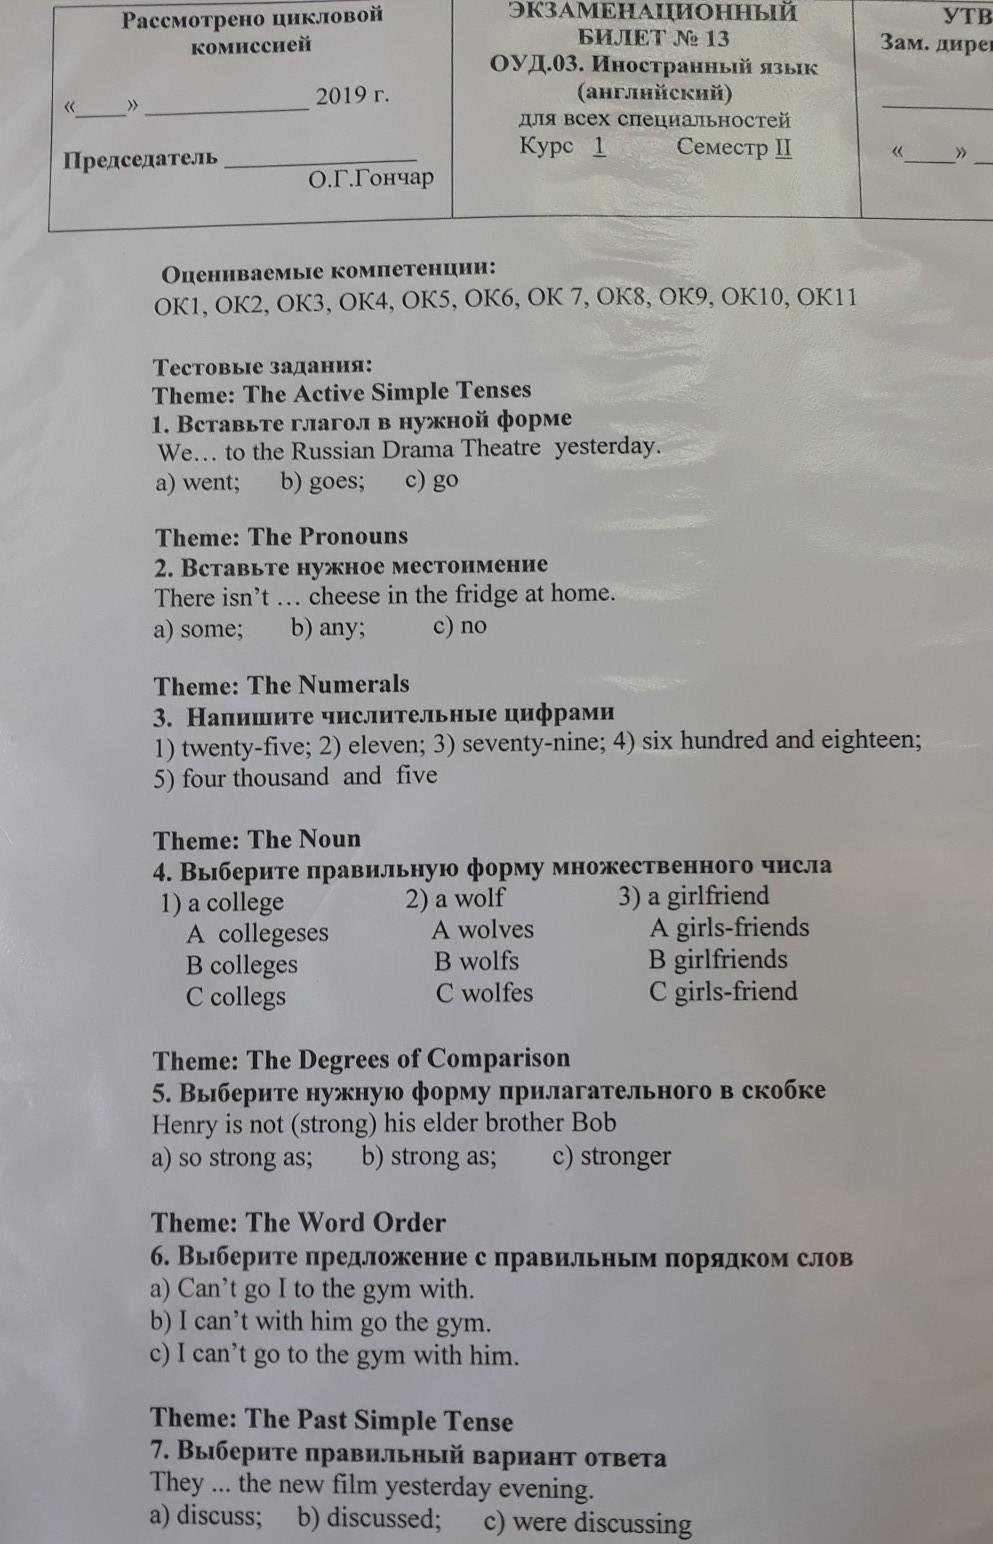 Рассмотрено цикловой
комиссией
«____» ____________ 2019 г.
Председатель ______________
О.Г.Гончар
ЭКЗАМЕНАЦИОННЫЙ
БИЛЕТ № 13
ОУД.03. Иностранный язык
(английский)
для всех специальностей
Курс 1 Семестр II
УТВ
Зам. дирек
«____» _
Оцениваемые компетенции:
ОК1, ОК2, ОК3, ОК4, ОК5, ОК6, ОК 7, ОК8, ОК9, ОК10, ОК11
Тестовые задания:
Theme: The Active Simple Tenses
1. Вставьте глагол в нужной форме
We… to the Russian Drama Theatre yesterday.
a) went; b) goes; c) go
Theme: The Pronouns
2. Вставьте нужное местоимение
There isn’t … cheese in the fridge at home.
a) some; b) any; c) no
Theme: The Numerals
3. Напишите числительные цифрами
1) twenty-five; 2) eleven; 3) seventy-nine; 4) six hundred and eighteen;
5) four thousand and five
Theme: The Noun
4. Выберите правильную форму множественного числа
1) a college 2) a wolf 3) a girlfriend
A collegeses A wolves A girls-friends
B colleges B wolfs B girlfriends
C collegs C wolfes C girls-friend
Theme: The Degrees of Comparison
5. Выберите нужную форму прилагательного в скобке
Henry is not (strong) his elder brother Bob
a) so strong as; b) strong as; c) stronger
Theme: The Word Order
6. Выберите предложение с правильным порядком слов
a) Can’t go I to the gym with.
b) I can’t with him go the gym.
c) I can’t go to the gym with him.
Theme: The Past Simple Tense
7. Выберите правильный вариант ответа
They ... the new film yesterday evening.
a) discuss; b) discussed; c) were discussing